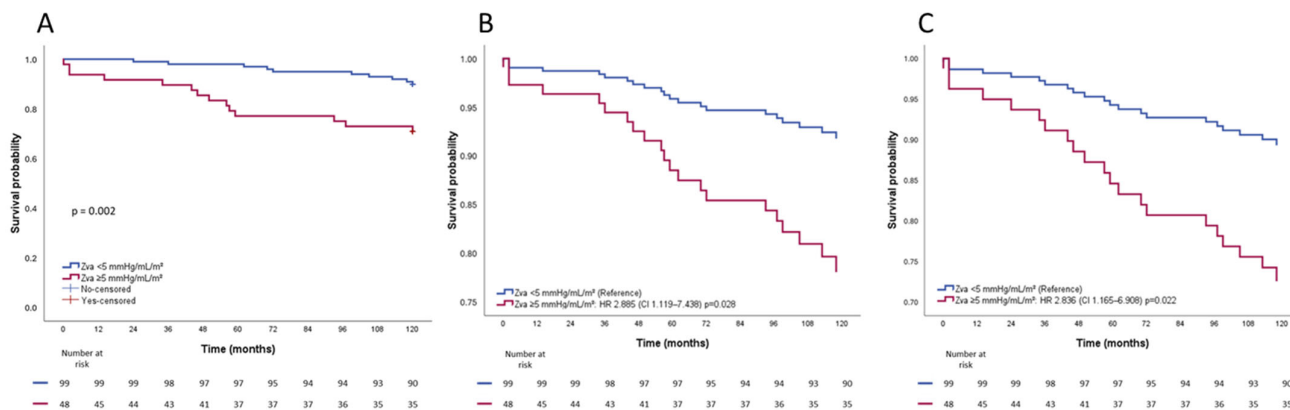 A
Survival probability
1.0
0.8
0.6
0.4
0.2
0.0
p = 0.002
Zva <5 mmHg/mL/m²
Zva ≥5 mmHg/mL/m²
No-censored
Yes-censored
0 12 24 36 48 60 72 84 96 108 120
Time (months)
Number at
risk
99 99 99 98 97 97 95 94 94 93 90
48 45 44 43 41 37 37 37 36 35 35
B
Survival probability
1.00
0.95
0.90
0.85
0.80
0.75
Zva <5 mmHg/mL/m² (Reference)
Zva ≥5 mmHg/mL/m²: HR 2.885 (CI 1.119–7.438) p=0.028
0 12 24 36 48 60 72 84 96 108 120
Time (months)
Number at
risk
99 99 99 98 97 97 95 94 94 93 90
48 45 44 43 41 37 37 37 36 35 35
C
Survival probability
1.00
0.95
0.90
0.85
0.80
0.75
0.70
Zva <5 mmHg/mL/m² (Reference)
Zva ≥5 mmHg/mL/m²: HR 2.836 (CI 1.165–6.908) p=0.022
0 12 24 36 48 60 72 84 96 108 120
Time (months)
Number at
risk
99 99 99 98 97 97 95 94 94 93 90
48 45 44 43 41 37 37 37 36 35 35